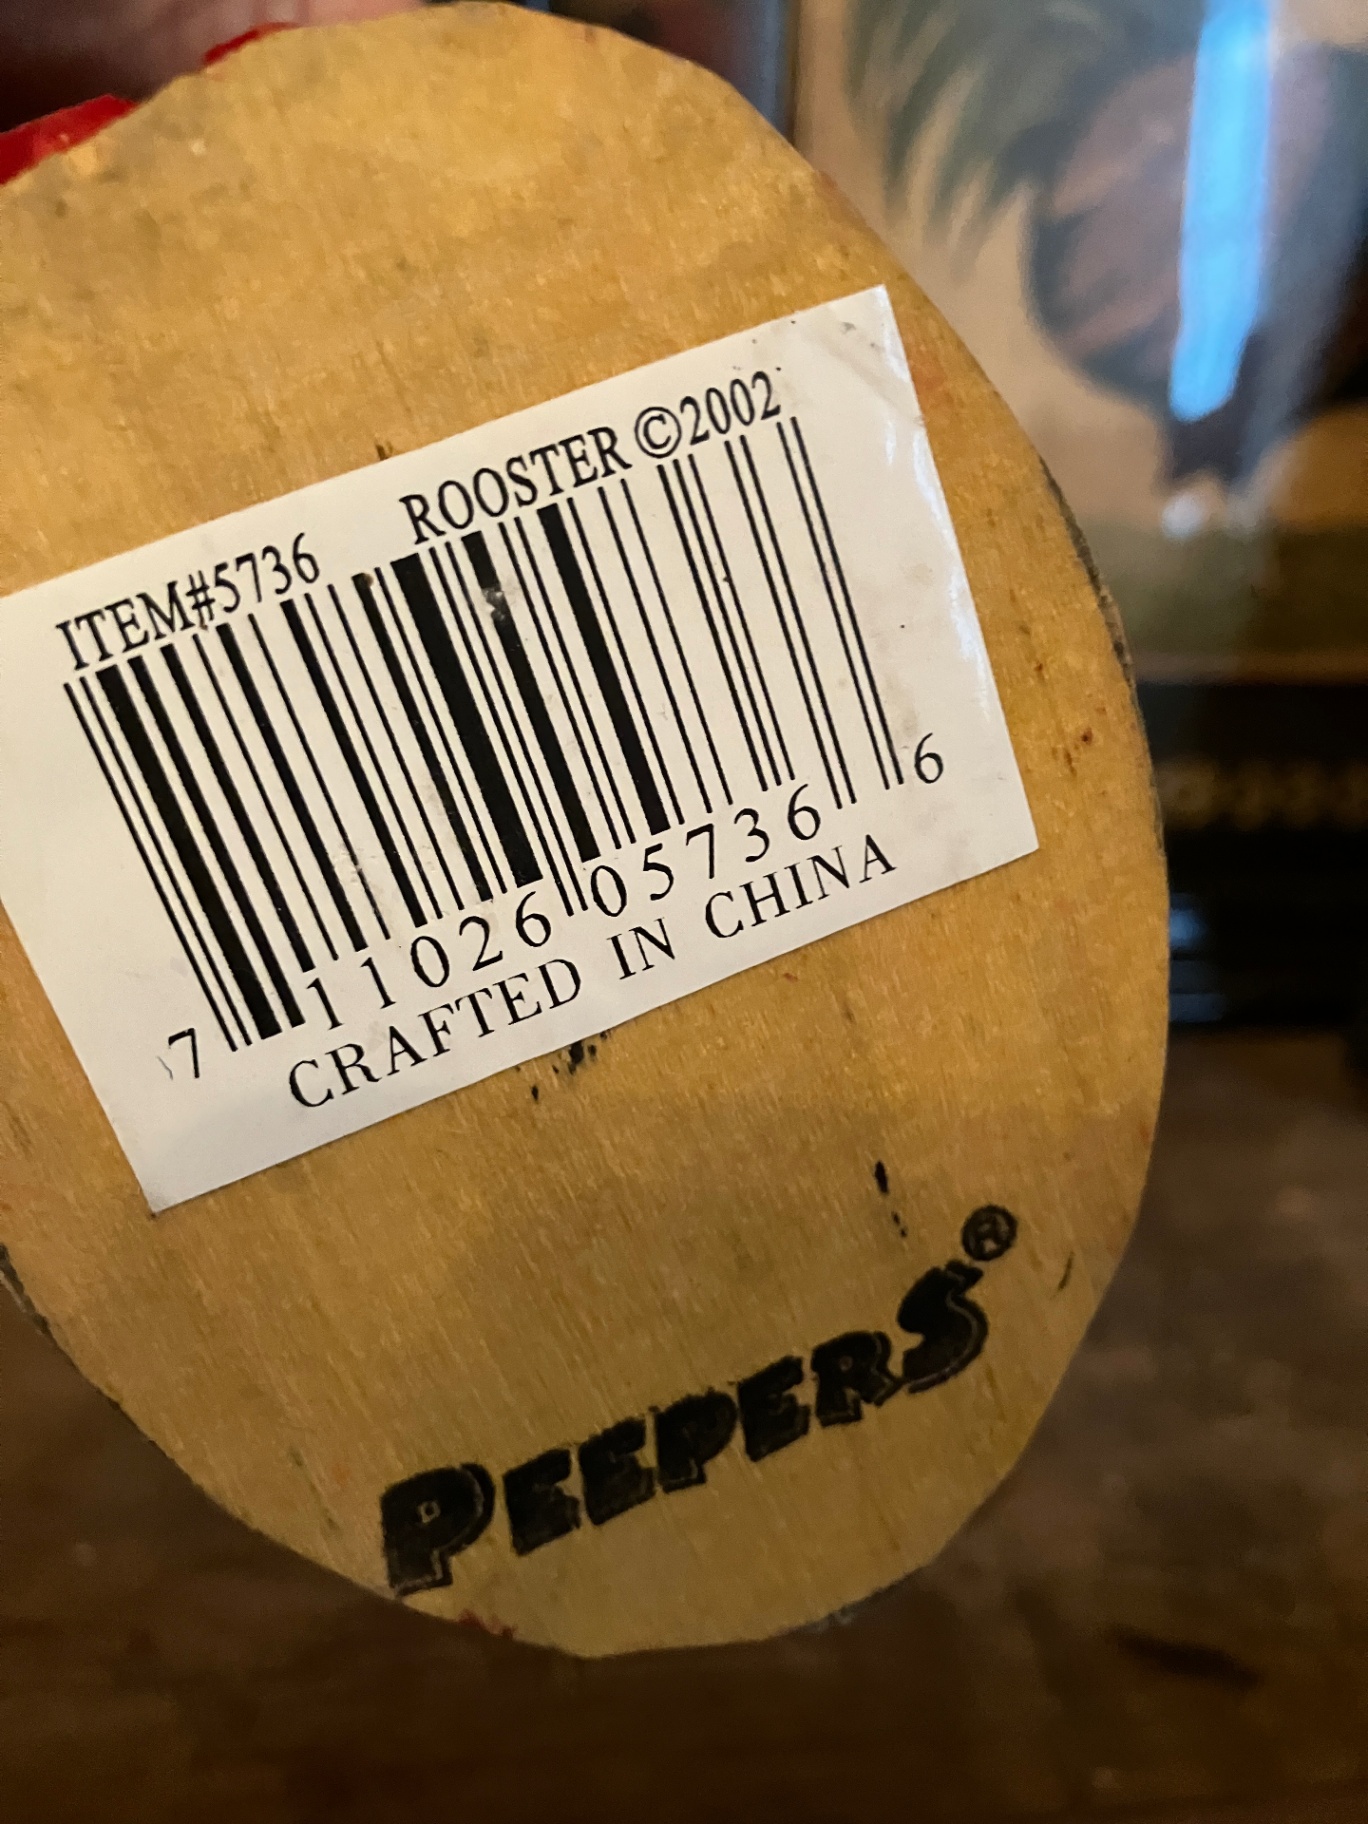 ITEM#5736 ROOSTER ©2002
7 11026 05736 6
CRAFTED IN CHINA
PEEPERS®